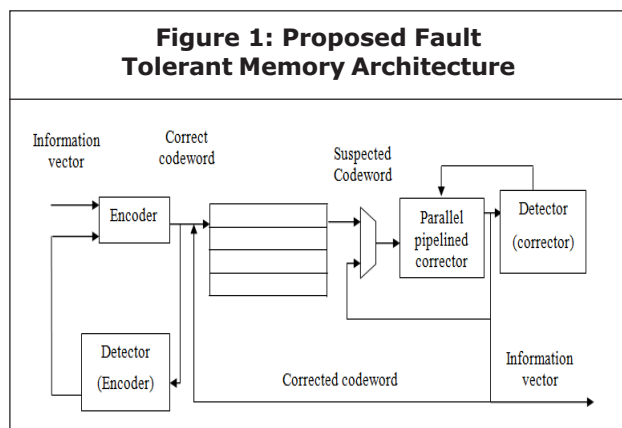 Figure 1: Proposed Fault
Tolerant Memory Architecture
Information
vector
Correct
codeword
Suspected
Codeword
Encoder
Parallel
pipelined
corrector
Detector
(corrector)
Detector
(Encoder)
Corrected codeword
Information
vector